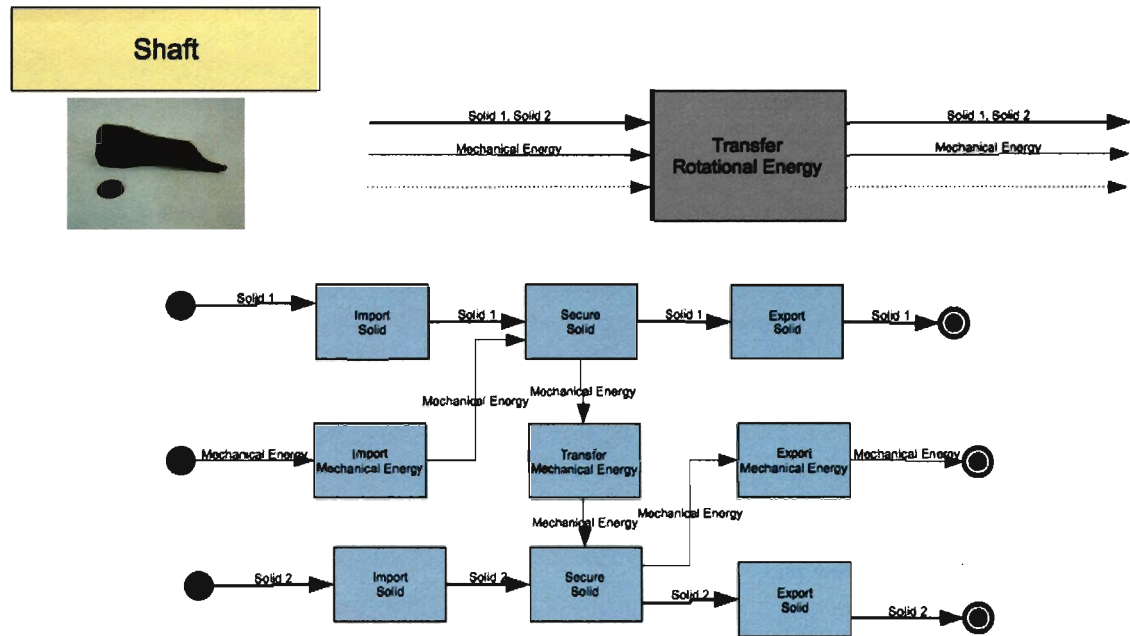 Shaft
Solid 1, Solid 2
Solid 1, Solid 2
Transfer
Rotational Energy
Mechanical Energy
Mechanical Energy
Solid 1
Import
Solid
Solid 1
Secure
Solid
Solid 1
Export
Solid
Solid 1
Mechanical Energy
Mechanical Energy
Mechanical Energy
Import
Mechanical Energy
Transfer
Mechanical Energy
Export
Mechanical Energy
Mechanical Energy
Mechanical Energy
Mechanical Energy
Solid 2
Import
Solid
Solid 2
Secure
Solid
Solid 2
Export
Solid
Solid 2